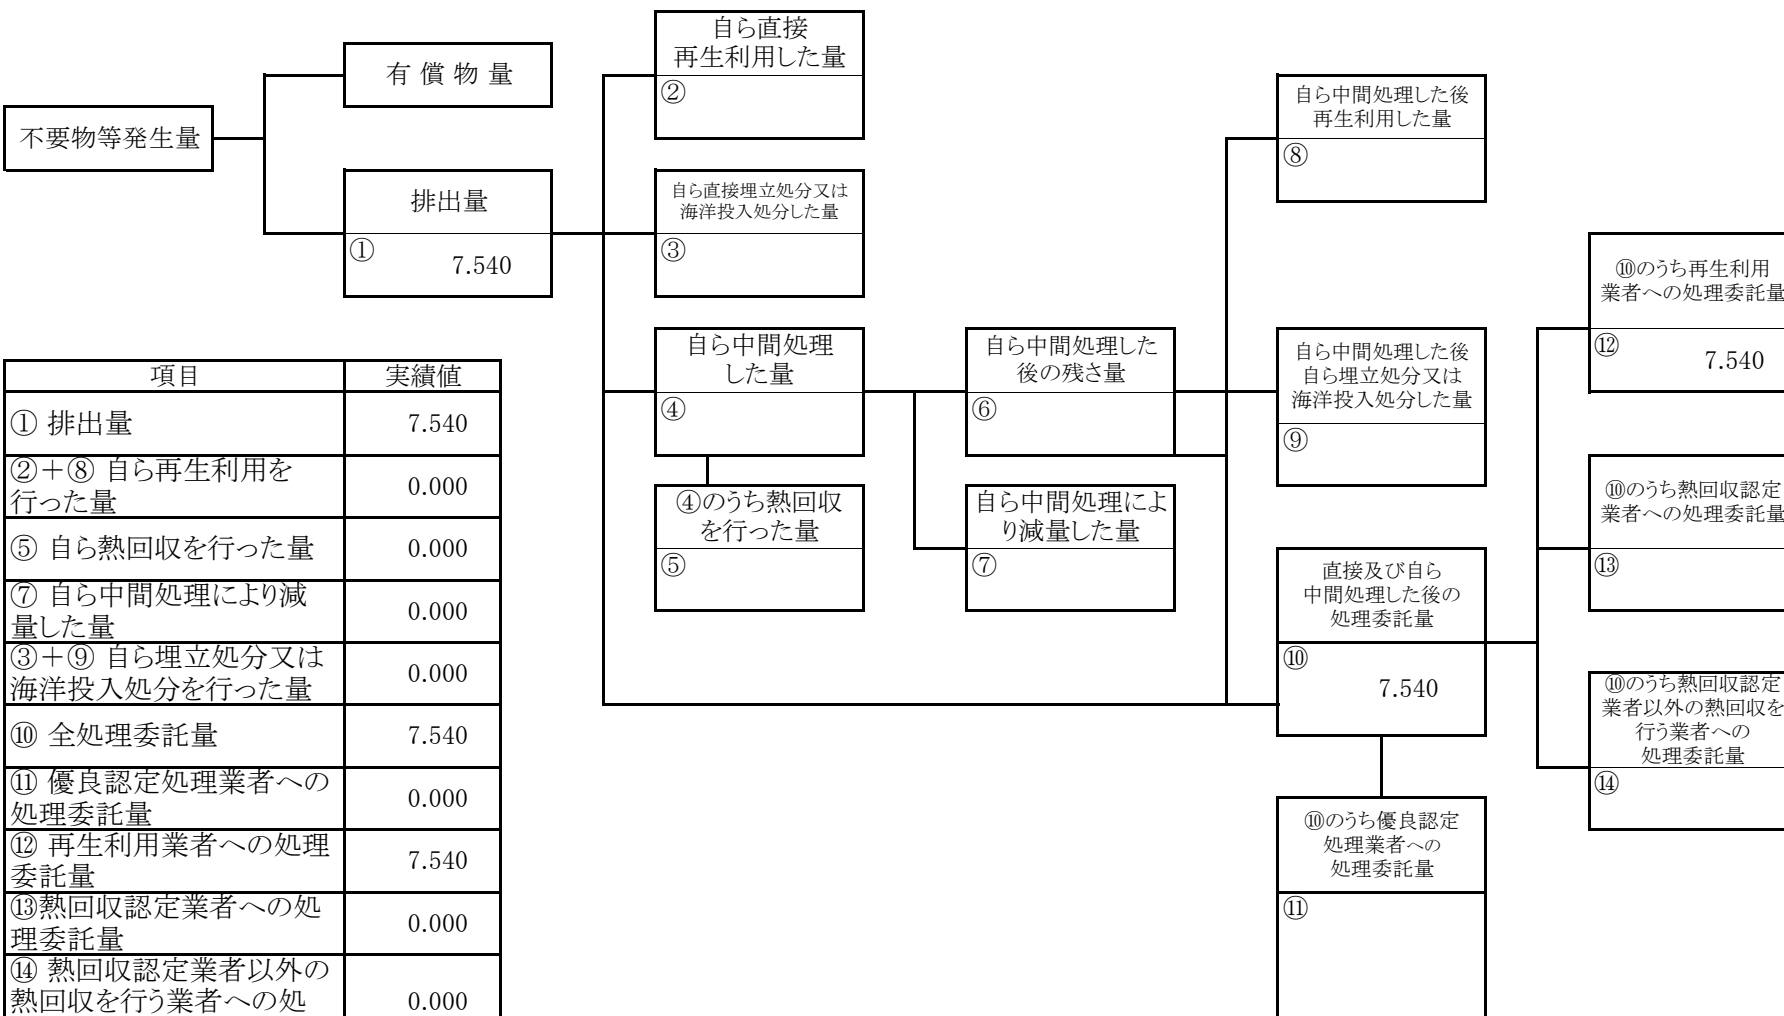 不要物等発生量
有 償 物 量
排出量
①
7.540
自ら直接
再生利用した量
②
自ら直接埋立処分又は
海洋投入処分した量
③
自ら中間処理
した量
④
④のうち熱回収
を行った量
⑤
自ら中間処理した
後の残さ量
⑥
自ら中間処理によ
り減量した量
⑦
自ら中間処理した後
再生利用した量
⑧
自ら中間処理した後
自ら埋立処分又は
海洋投入処分した量
⑨
直接及び自ら
中間処理した後の
処理委託量
⑩
7.540
⑩のうち優良認定
処理業者への
処理委託量
⑪
⑩のうち再生利用
業者への処理委託量
⑫
7.540
⑩のうち熱回収認定
業者への処理委託量
⑬
⑩のうち熱回収認定
業者以外の熱回収を
行う業者への
処理委託量
⑭
項目 実績値
① 排出量 7.540
②＋⑧ 自ら再生利用を
行った量 0.000
⑤ 自ら熱回収を行った量 0.000
⑦ 自ら中間処理により減
量した量 0.000
③＋⑨ 自ら埋立処分又は
海洋投入処分を行った量 0.000
⑩ 全処理委託量 7.540
⑪ 優良認定処理業者への
処理委託量 0.000
⑫ 再生利用業者への処理
委託量 7.540
⑬熱回収認定業者への処
理委託量 0.000
⑭ 熱回収認定業者以外の
熱回収を行う業者への処 0.000